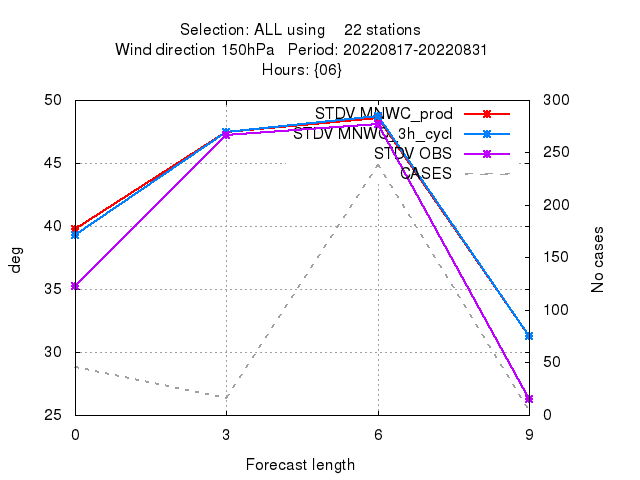 Selection: ALL using 22 stations
Wind direction 150hPa Period: 20220817-20220831
Hours: {06}
50 300
STDV MNWC_prod
STDV MNWC_3h_cycl
STDV OBS
CASES
45 250
40 200
35 150
30 100
25 50
0
deg
No cases
0 3 6 9
Forecast length